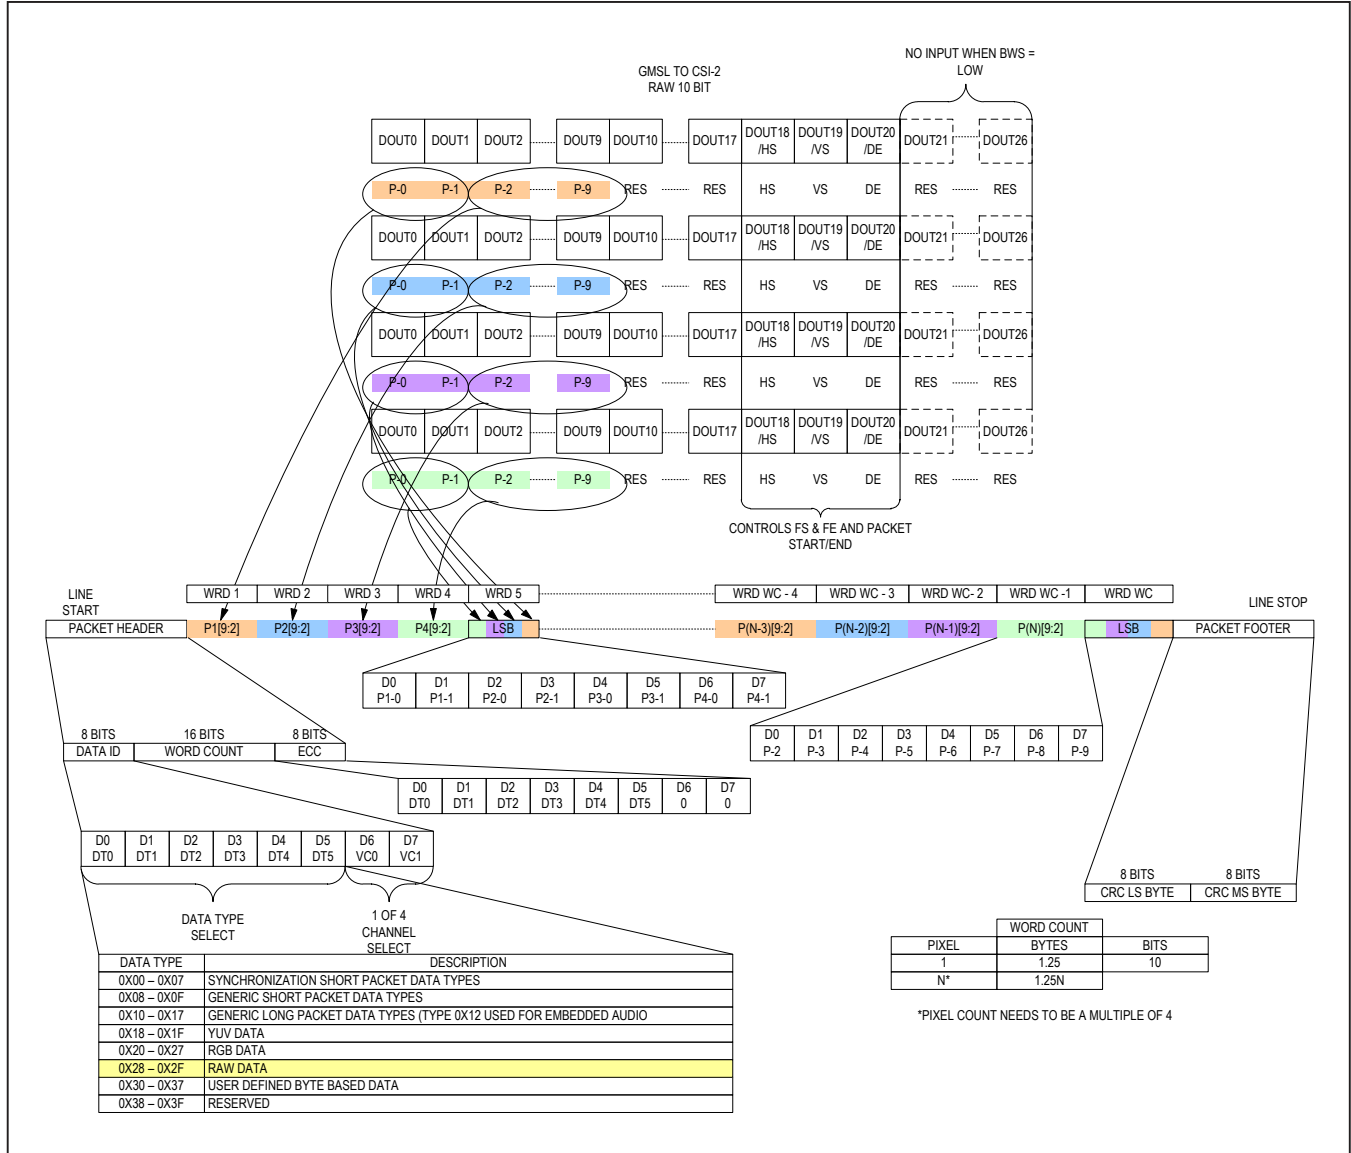 NO INPUT WHEN BWS =
LOW
GMSL TO CSI-2
RAW 10 BIT
DOUT0 DOUT1 DOUT2 DOUT9 DOUT10 DOUT17 DOUT18 /HS DOUT19 /VS DOUT20 /DE DOUT21 DOUT26
P-0 P-1 P-2 P-9 RES RES HS VS DE RES RES
DOUT0 DOUT1 DOUT2 DOUT9 DOUT10 DOUT17 DOUT18 /HS DOUT19 /VS DOUT20 /DE DOUT21 DOUT26
P-0 P-1 P-2 P-9 RES RES HS VS DE RES RES
DOUT0 DOUT1 DOUT2 DOUT9 DOUT10 DOUT17 DOUT18 /HS DOUT19 /VS DOUT20 /DE DOUT21 DOUT26
P-0 P-1 P-2 P-9 RES RES HS VS DE RES RES
DOUT0 DOUT1 DOUT2 DOUT9 DOUT10 DOUT17 DOUT18 /HS DOUT19 /VS DOUT20 /DE DOUT21 DOUT26
P-0 P-1 P-2 P-9 RES RES HS VS DE RES RES
CONTROLS FS & FE AND PACKET
START/END
LINE
START
WRD 1 WRD 2 WRD 3 WRD 4 WRD 5 WRD WC - 4 WRD WC - 3 WRD WC- 2 WRD WC -1 WRD WC
LINE STOP
PACKET HEADER P1[9:2] P2[9:2] P3[9:2] P4[9:2] LSB P(N-3)[9:2] P(N-2)[9:2] P(N-1)[9:2] P(N)[9:2] LSB PACKET FOOTER
D0 D1 D2 D3 D4 D5 D6 D7
P1-0 P1-1 P2-0 P2-1 P3-0 P3-1 P4-0 P4-1
D0 D1 D2 D3 D4 D5 D6 D7
P-2 P-3 P-4 P-5 P-6 P-7 P-8 P-9
8 BITS 16 BITS 8 BITS
DATA ID WORD COUNT ECC
D0 D1 D2 D3 D4 D5 D6 D7
DT0 DT1 DT2 DT3 DT4 DT5 0 0
D0 D1 D2 D3 D4 D5 D6 D7
DT0 DT1 DT2 DT3 DT4 DT5 VC0 VC1
DATA TYPE
SELECT
1 OF 4
CHANNEL
SELECT
8 BITS 8 BITS
CRC LS BYTE CRC MS BYTE
WORD COUNT
PIXEL BYTES BITS
1 1.25 10
N* 1.25N
*PIXEL COUNT NEEDS TO BE A MULTIPLE OF 4
DATA TYPE DESCRIPTION
0X00 – 0X07 SYNCHRONIZATION SHORT PACKET DATA TYPES
0X08 – 0X0F GENERIC SHORT PACKET DATA TYPES
0X10 – 0X17 GENERIC LONG PACKET DATA TYPES (TYPE 0X12 USED FOR EMBEDDED AUDIO
0X18 – 0X1F YUV DATA
0X20 – 0X27 RGB DATA
0X28 – 0X2F RAW DATA
0X30 – 0X37 USER DEFINED BYTE BASED DATA
0X38 – 0X3F RESERVED